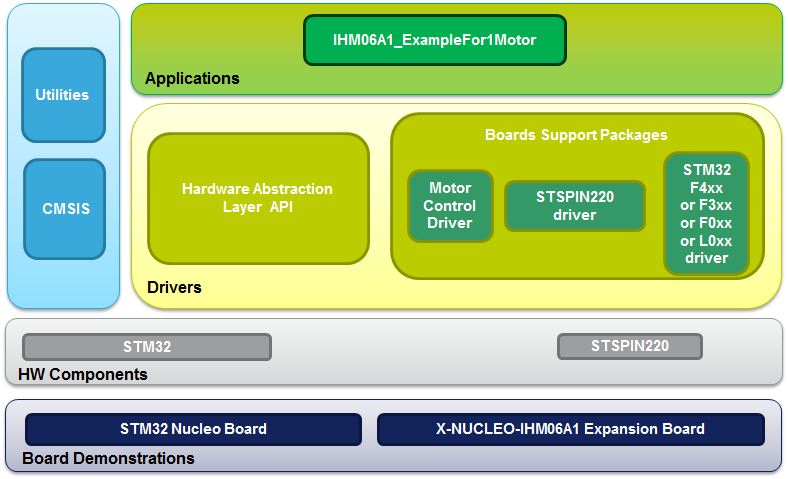 IHM06A1_ExampleFor1Motor
Applications
Utilities
CMSIS
Boards Support Packages
Hardware Abstraction
Layer API
Motor
Control
Driver
STSPIN220
driver
STM32
F4xx
or F3xx
or F0xx
or L0xx
driver
Drivers
STM32
STSPIN220
HW Components
STM32 Nucleo Board
X-NUCLEO-IHM06A1 Expansion Board
Board Demonstrations